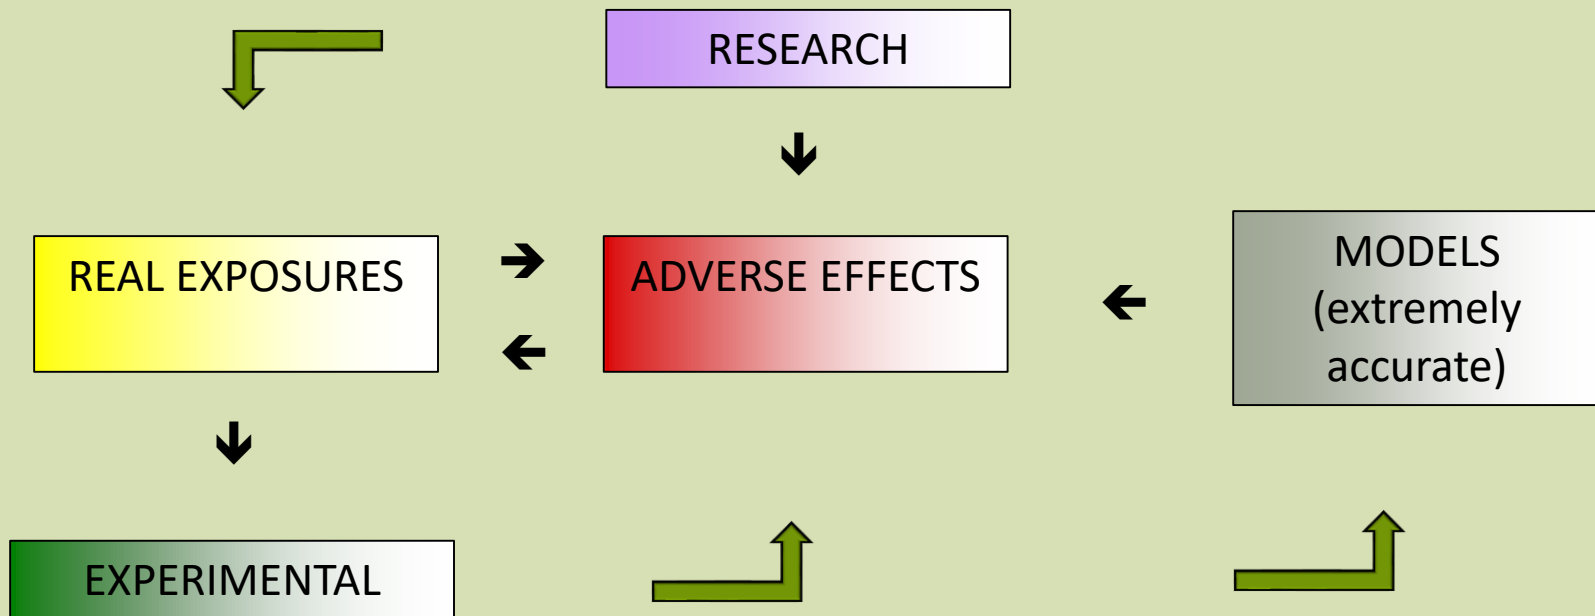 RESEARCH
REAL EXPOSURES
ADVERSE EFFECTS
MODELS
(extremely
accurate)
EXPERIMENTAL